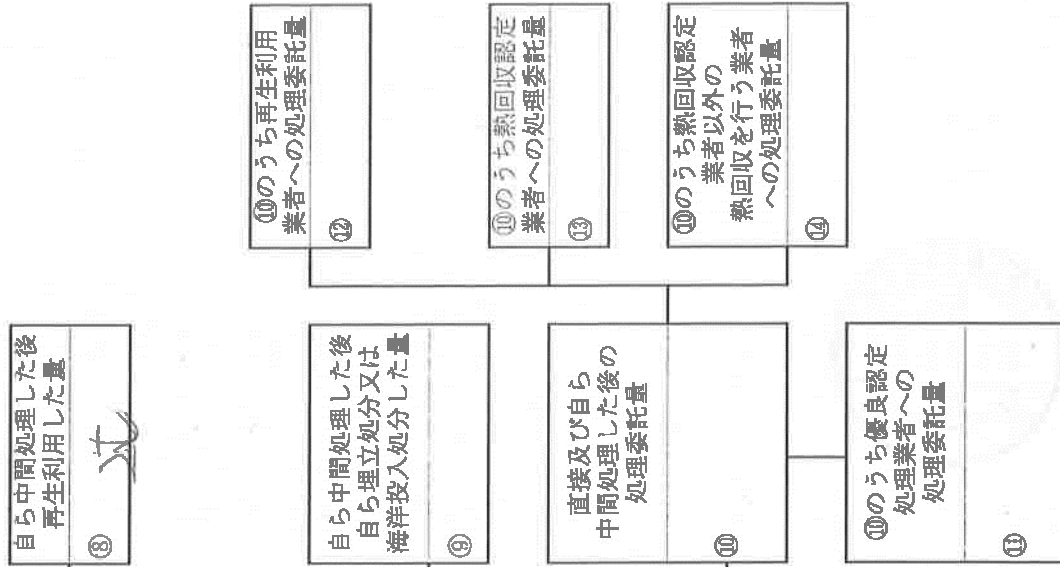 自ら中間処理した後
再生利用した量
⑧
自ら中間処理した後
自ら埋立処分又は
海洋投入処分した量
⑨
直接及び自ら
中間処理した後の
処理委託量
⑩
⑩のうち優良認定
処理業者への
処理委託量
⑪
⑩のうち再生利用
業者への処理委託量
⑫
⑩のうち熱回収認定
業者への処理委託量
⑬
⑩のうち熱回収認定
業者以外の
熱回収を行う業者
への処理委託量
⑭